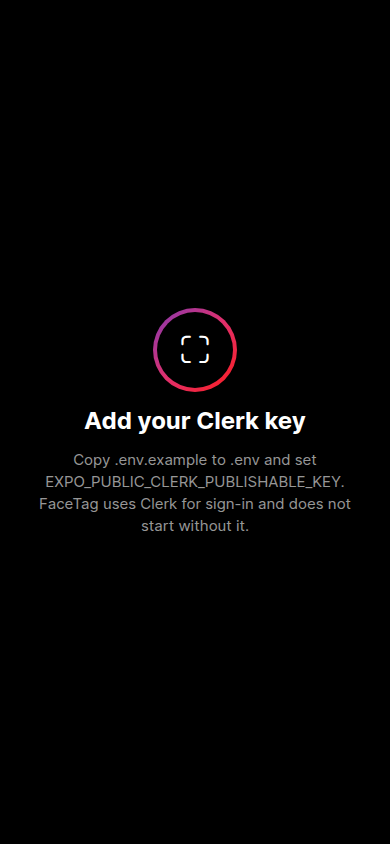 Add your Clerk key
Copy .env.example to .env and set
EXPO_PUBLIC_CLERK_PUBLISHABLE_KEY.
FaceTag uses Clerk for sign-in and does not
start without it.